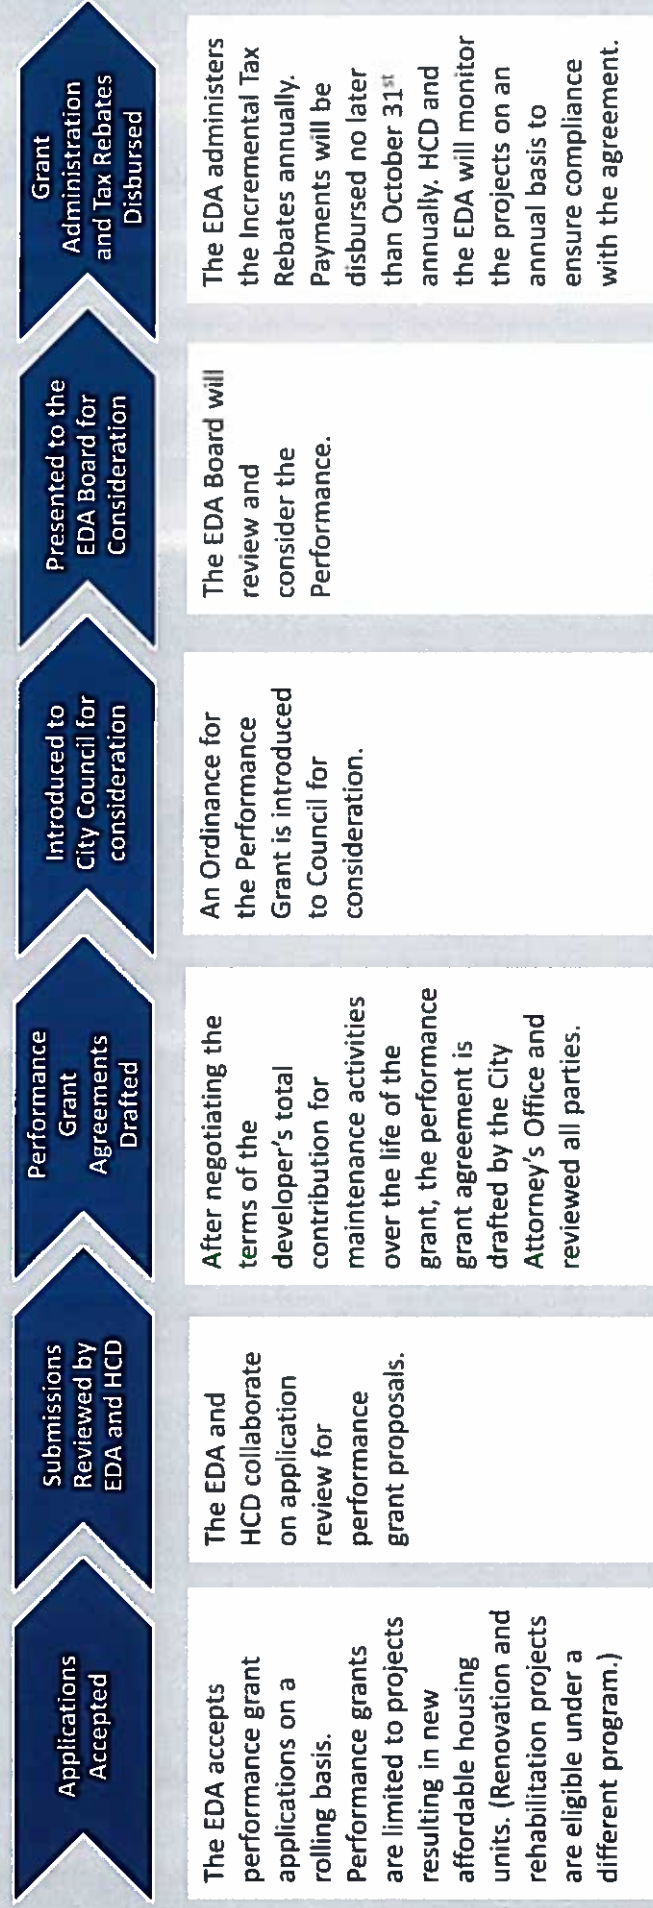 Applications
Accepted
The EDA accepts
performance grant
applications on a
rolling basis.
Performance grants
are limited to projects
resulting in new
affordable housing
units. (Renovation and
rehabilitation projects
are eligible under a
different program.)
Submissions
Reviewed by
EDA and HCD
The EDA and
HCD collaborate
on application
review for
performance
grant proposals.
Performance
Grant
Agreements
Drafted
After negotiating the
terms of the
developer's total
contribution for
maintenance activities
over the life of the
grant, the performance
grant agreement is
drafted by the City
Attorney's Office and
reviewed all parties.
Introduced to
City Council for
consideration
An Ordinance for
the Performance
Grant is introduced
to Council for
consideration.
Presented to the
EDA Board for
Consideration
The EDA Board will
review and
consider the
Performance.
Grant
Administration
and Tax Rebates
Disbursed
The EDA administers
the Incremental Tax
Rebates annually.
Payments will be
disbursed no later
than October 31st
annually. HCD and
the EDA will monitor
the projects on an
annual basis to
ensure compliance
with the agreement.